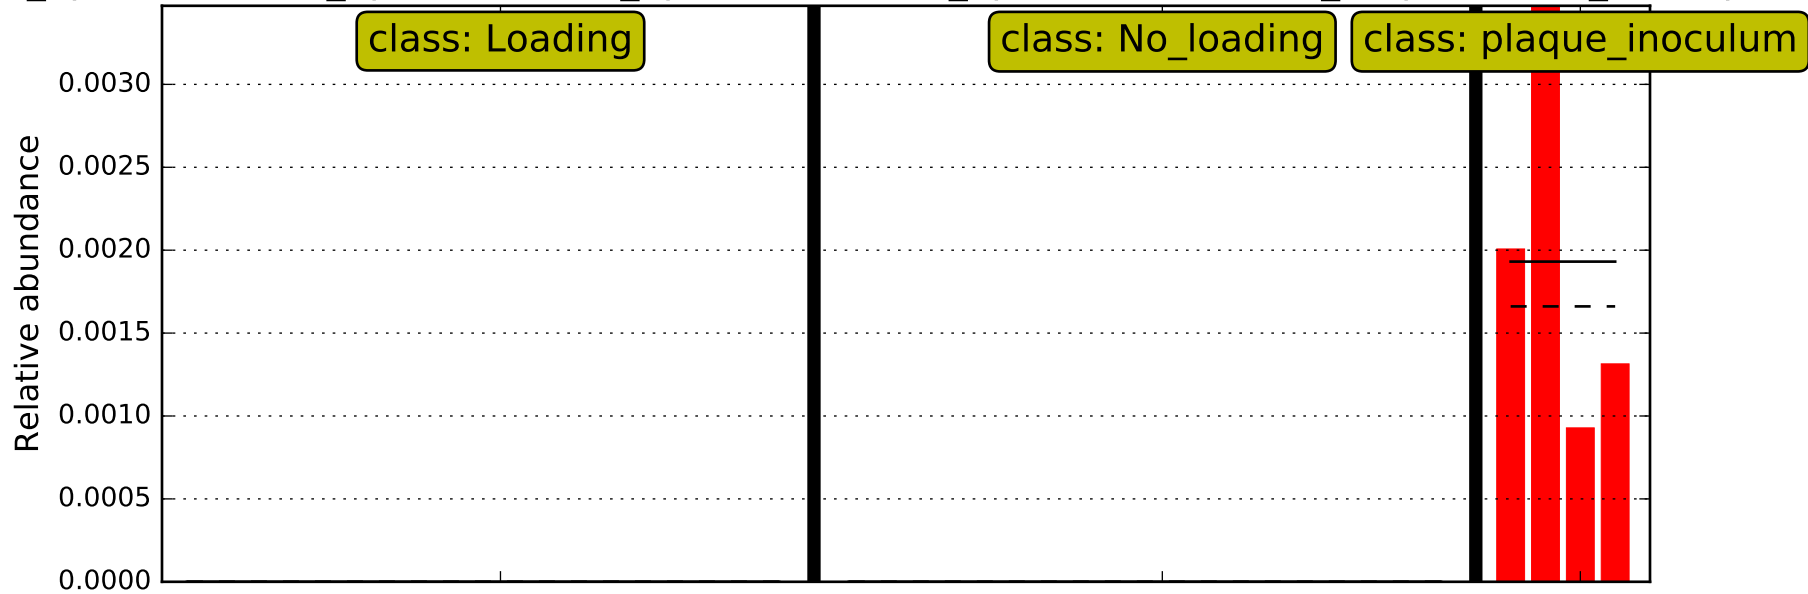 class: Loading
class: No_loading
class: plaque_inoculum
Relative abundance
0.0030
0.0025
0.0020
0.0015
0.0010
0.0005
0.0000